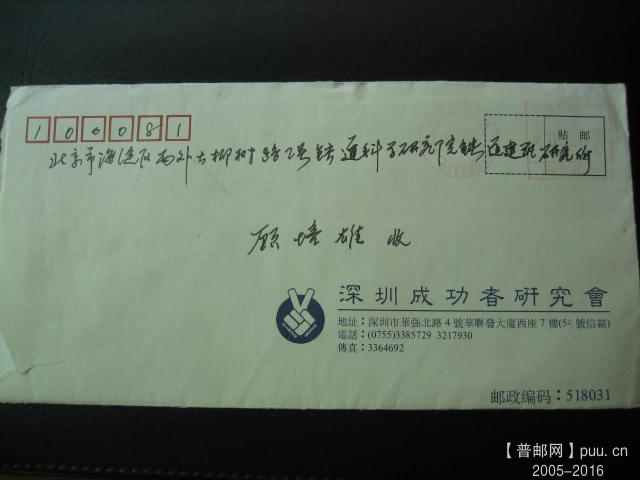 100081
贴 邮
北京市海淀区西外大柳树路2号铁道科学研究院铁道建筑研究所
顾培雄 收
深圳成功者研究會
地址：深圳市華強北路4號華聯發大廈西座7樓(54號信箱)
電話：(0755)3385729 3217930
傳真：3364692
邮政编码：518031
【普邮网】puu.cn
2005-2016